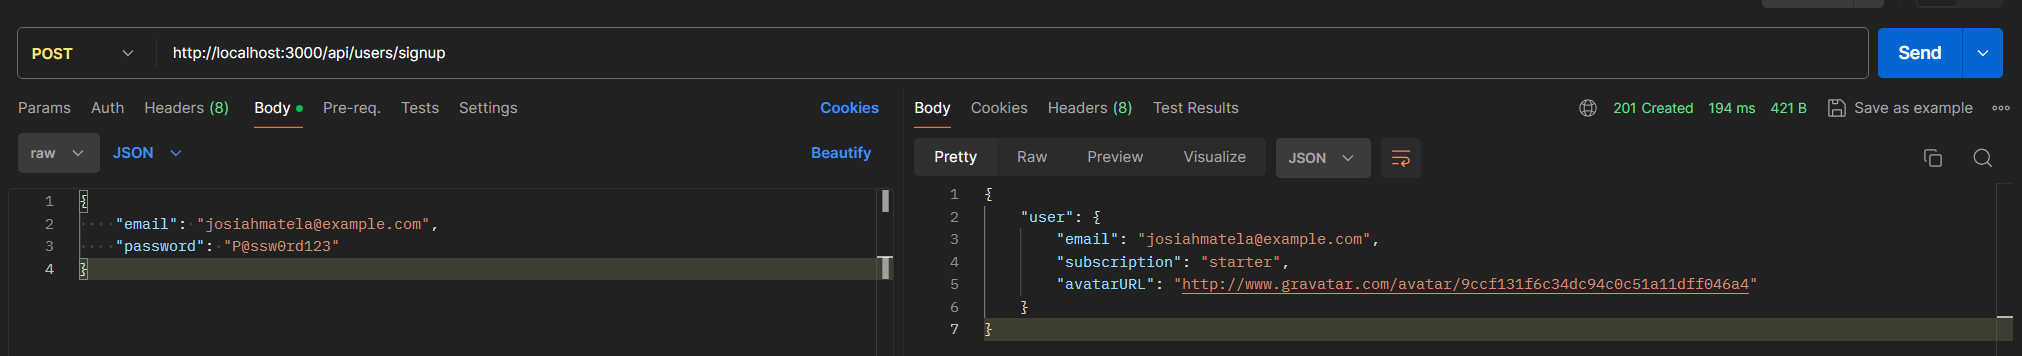 POST http://localhost:3000/api/users/signup Send
Params Auth Headers (8) Body Pre-req. Tests Settings Cookies
raw JSON Beautify
1 {
2 "email": "josiahmatela@example.com",
3 "password": "P@ssw0rd123"
4 }
Body Cookies Headers (8) Test Results 201 Created 194 ms 421 B Save as example
Pretty Raw Preview Visualize JSON
1 {
2 "user": {
3 "email": "josiahmatela@example.com",
4 "subscription": "starter",
5 "avatarURL": "http://www.gravatar.com/avatar/9ccf131f6c34dc94c0c51a11dff046a4"
6 }
7 }